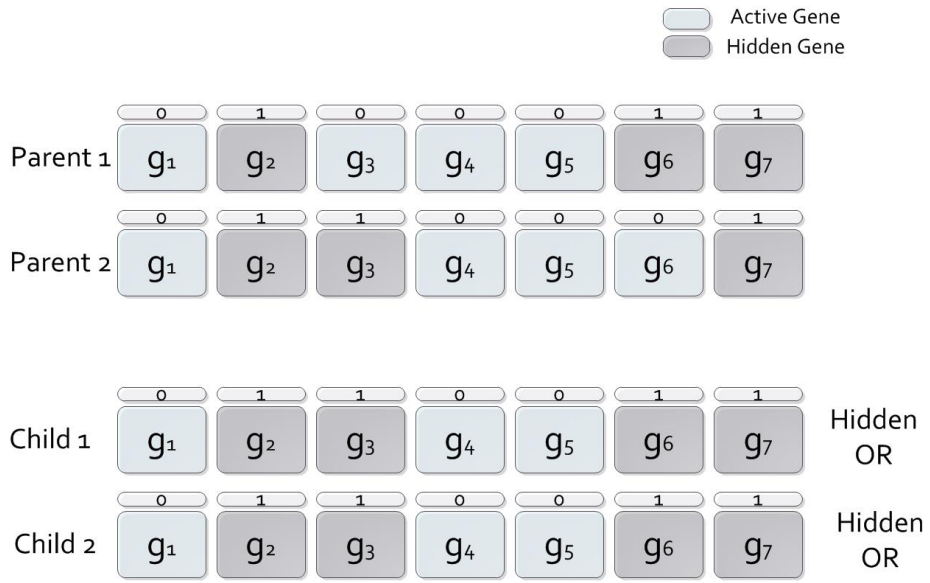 Active Gene
Hidden Gene
0 1 0 0 0 1 1
Parent 1 g1 g2 g3 g4 g5 g6 g7
0 1 1 0 0 0 1
Parent 2 g1 g2 g3 g4 g5 g6 g7
0 1 1 0 0 1 1
Child 1 g1 g2 g3 g4 g5 g6 g7 Hidden
OR
0 1 1 0 0 1 1
Child 2 g1 g2 g3 g4 g5 g6 g7 Hidden
OR